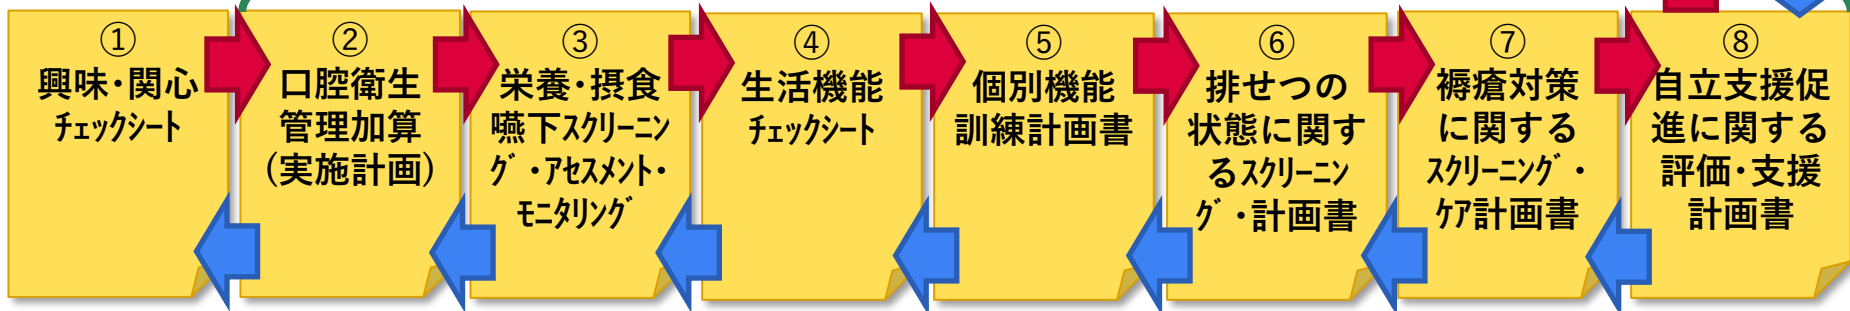 ①
興味・関心
ﾁｪｯｸｼｰﾄ
②
口腔衛生
管理加算
(実施計画)
③
栄養・摂食
嚥下ｽｸﾘｰﾆﾝ
ｸﾞ・ｱｾｽﾒﾝﾄ・
ﾓﾆﾀﾘﾝｸﾞ
④
生活機能
ﾁｪｯｸｼｰﾄ
⑤
個別機能
訓練計画書
⑥
排せつの
状態に関す
るｽｸﾘｰﾆﾝ
ｸﾞ・計画書
⑦
褥瘡対策
に関する
ｽｸﾘｰﾆﾝｸﾞ・
ｹｱ計画書
⑧
自立支援促
進に関する
評価・支援
計画書